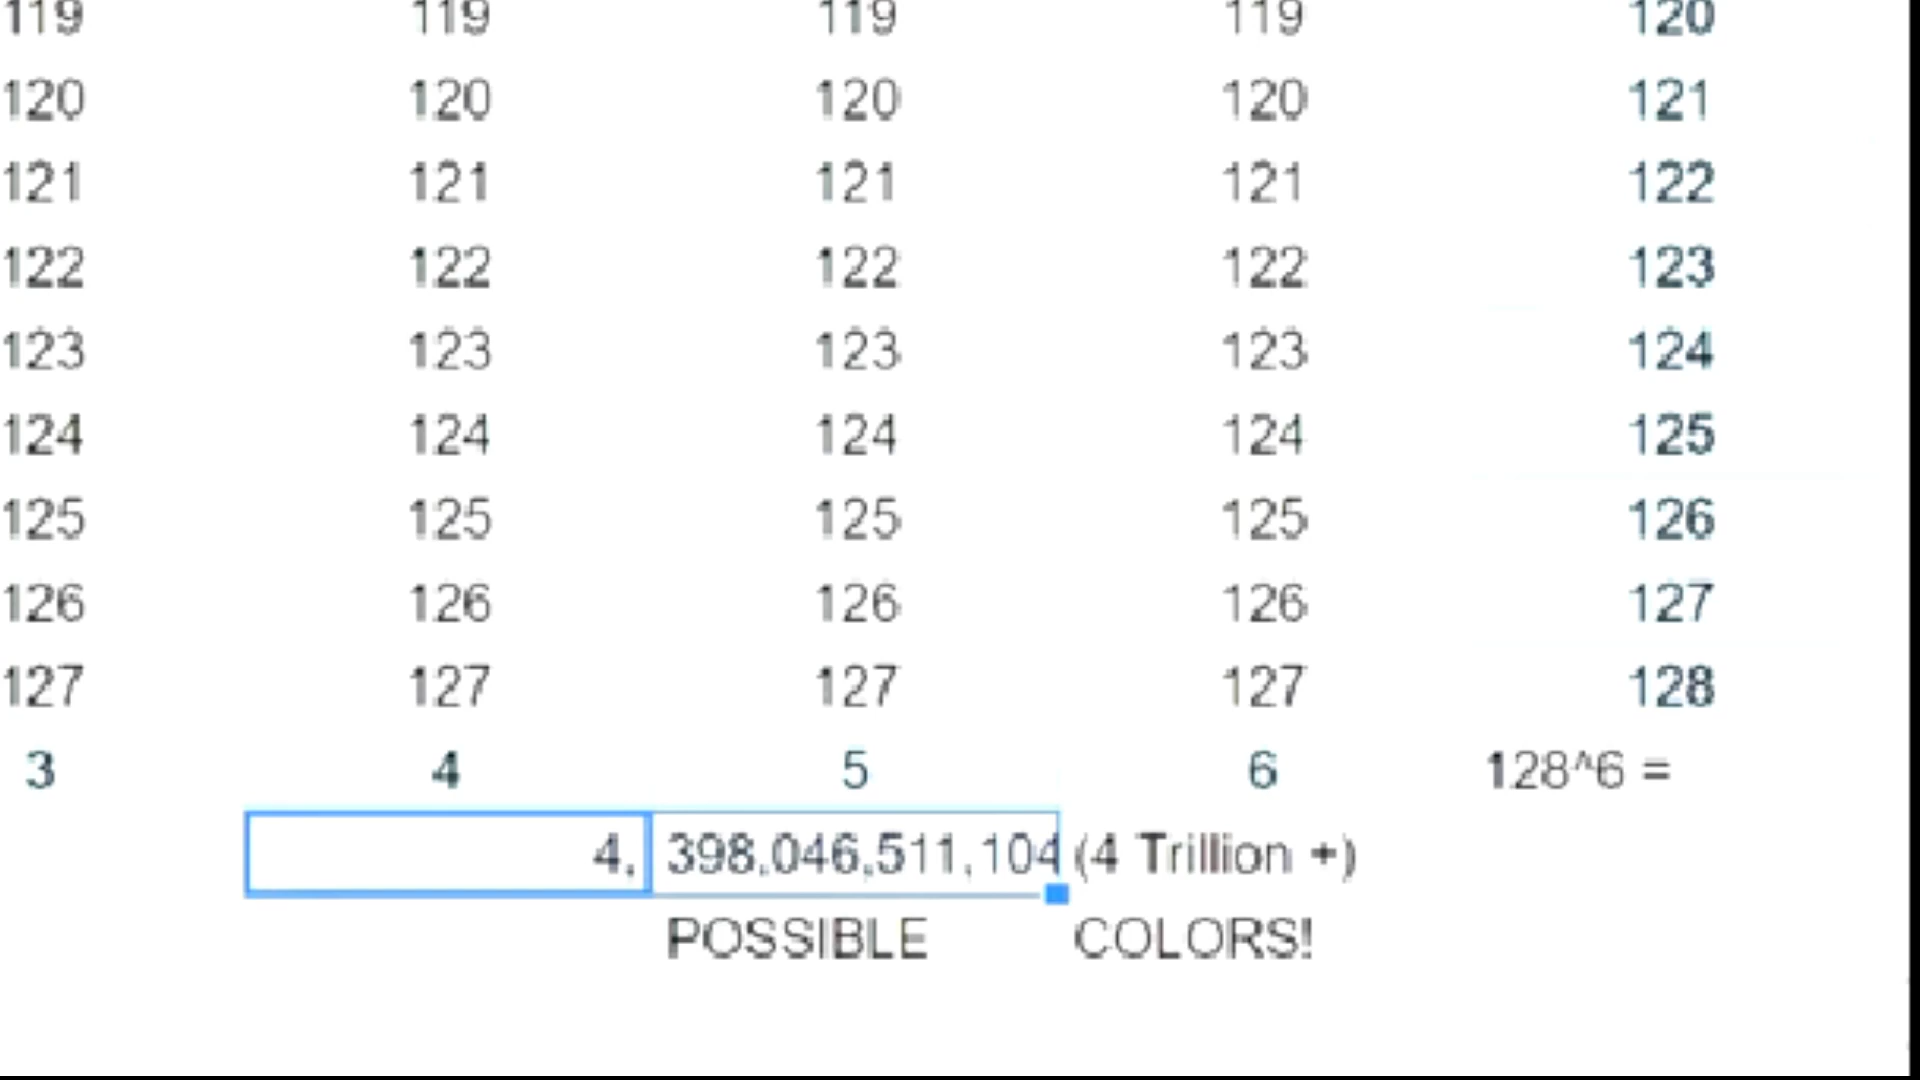 119 119 119 119 120
120 120 120 120 121
121 121 121 121 122
122 122 122 122 123
123 123 123 123 124
124 124 124 124 125
125 125 125 125 126
126 126 126 126 127
127 127 127 127 128
3 4 5 6 128^6 =
4, 398,046,511,104 (4 Trillion +)
POSSIBLE COLORS!